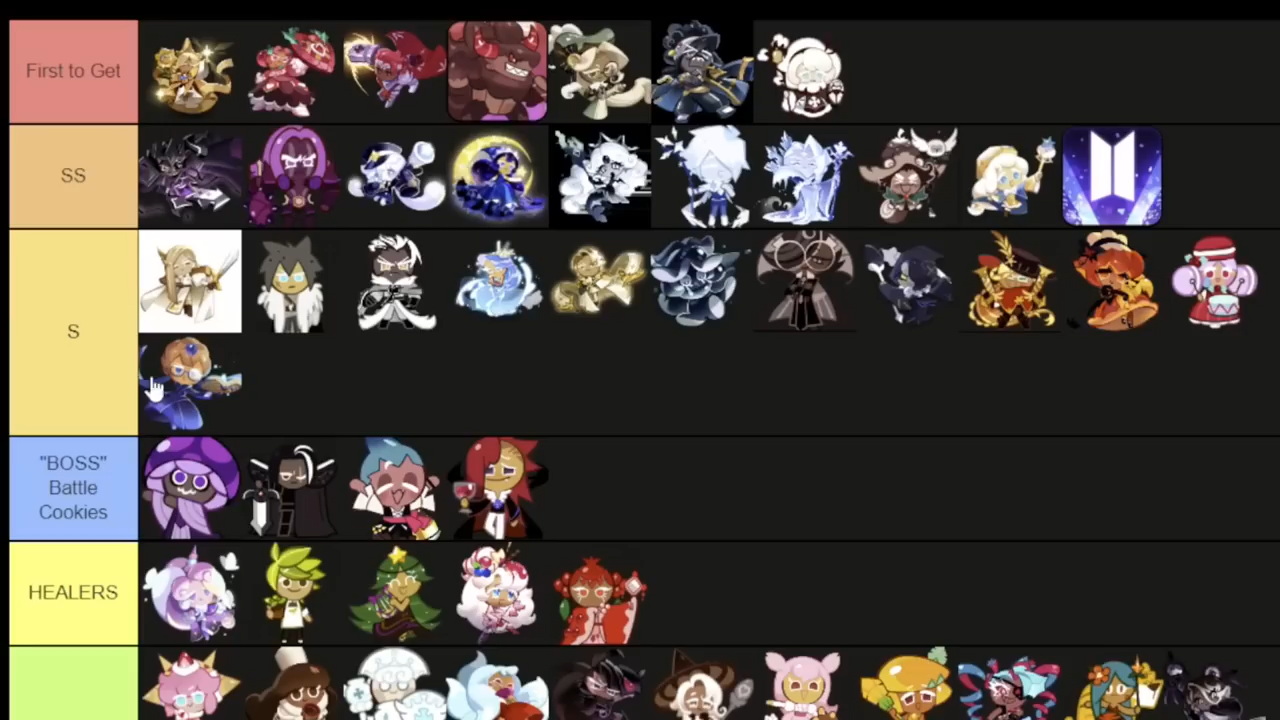 First to Get
SS
S
"BOSS"
Battle
Cookies
HEALERS